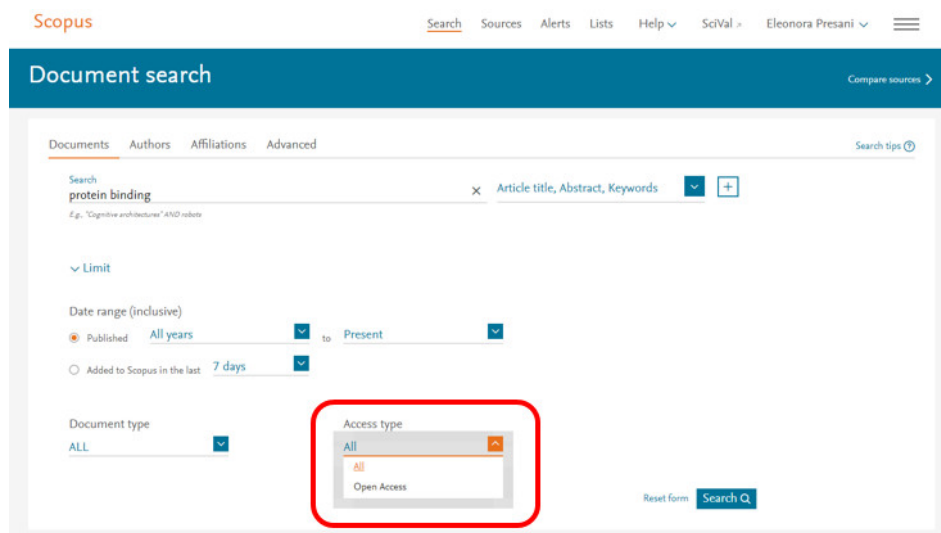 Scopus
Search Sources Alerts Lists Help SciVal Eleonora Presani
Document search
Compare sources
Documents Authors Affiliations Advanced
Search tips
Search
protein binding
Article title, Abstract, Keywords
E.g., "Cognitive architectures" AND robots
Limit
Date range (inclusive)
Published All years to Present
Added to Scopus in the last 7 days
Document type Access type
ALL All
All
Open Access
Reset form Search